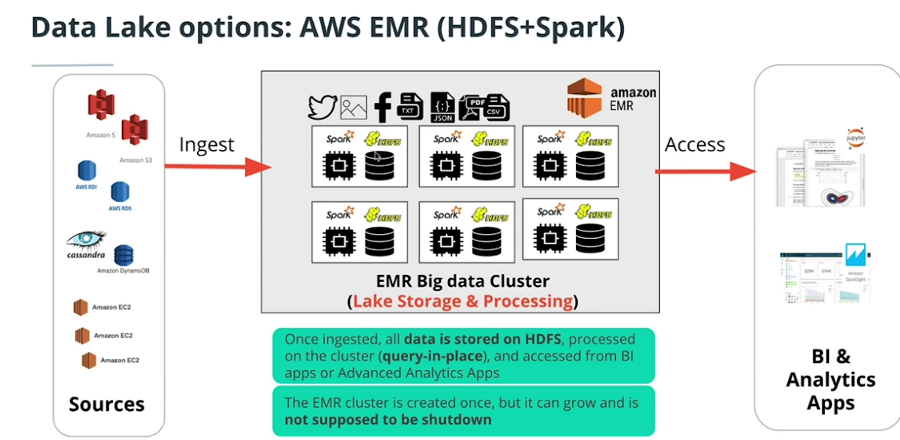 Data Lake options: AWS EMR (HDFS+Spark)
Amazon S
Amazon S3
AWS RD
AWS RDS
cassandra
Amazon DynamoDB
Amazon EC2
Amazon EC2
Amazon EC2
Sources
Ingest
TXT
{;}
JSON
PDF
CSV
amazon
EMR
Spark HDFS
Spark HDFS
Spark HDFS
Spark HDFS
Spark HDFS
Spark HDFS
EMR Big data Cluster
(Lake Storage & Processing)
Once ingested, all data is stored on HDFS, processed
on the cluster (query-in-place), and accessed from BI
apps or Advanced Analytics Apps
The EMR cluster is created once, but it can grow and is
not supposed to be shutdown
Access
jupyter
Amazon
QuickSight
BI &
Analytics
Apps